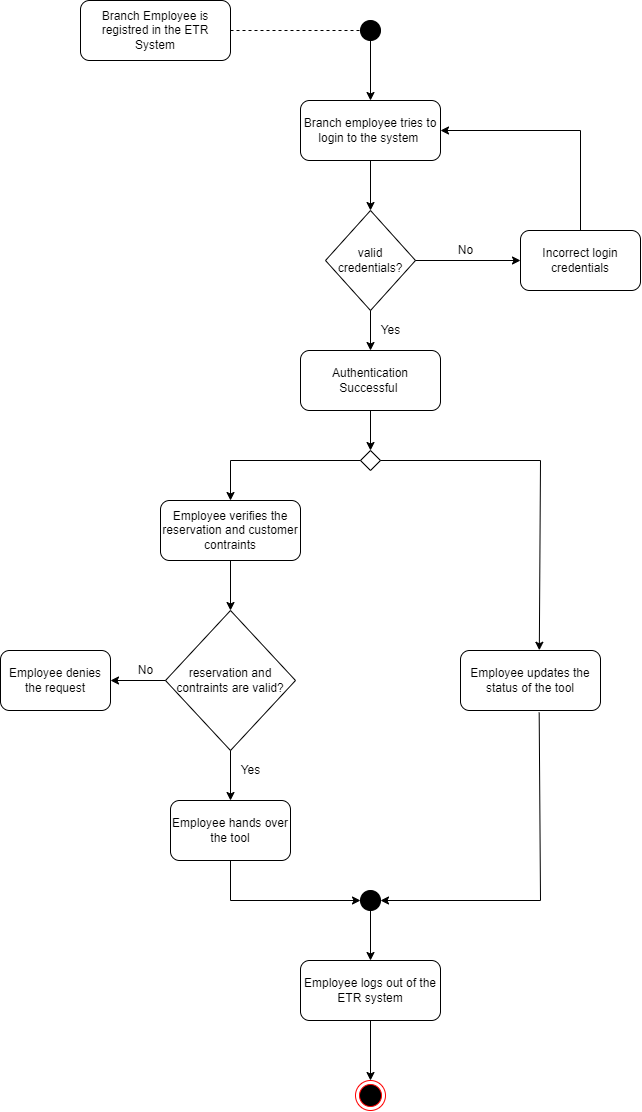 Branch Employee is
registred in the ETR
System
Branch employee tries to
login to the system
valid
credentials?
No
Incorrect login
credentials
Yes
Authentication
Successful
Employee verifies the
reservation and customer
contraints
Employee denies
the request
No
reservation and
contraints are valid?
Employee updates the
status of the tool
Yes
Employee hands over
the tool
Employee logs out of the
ETR system